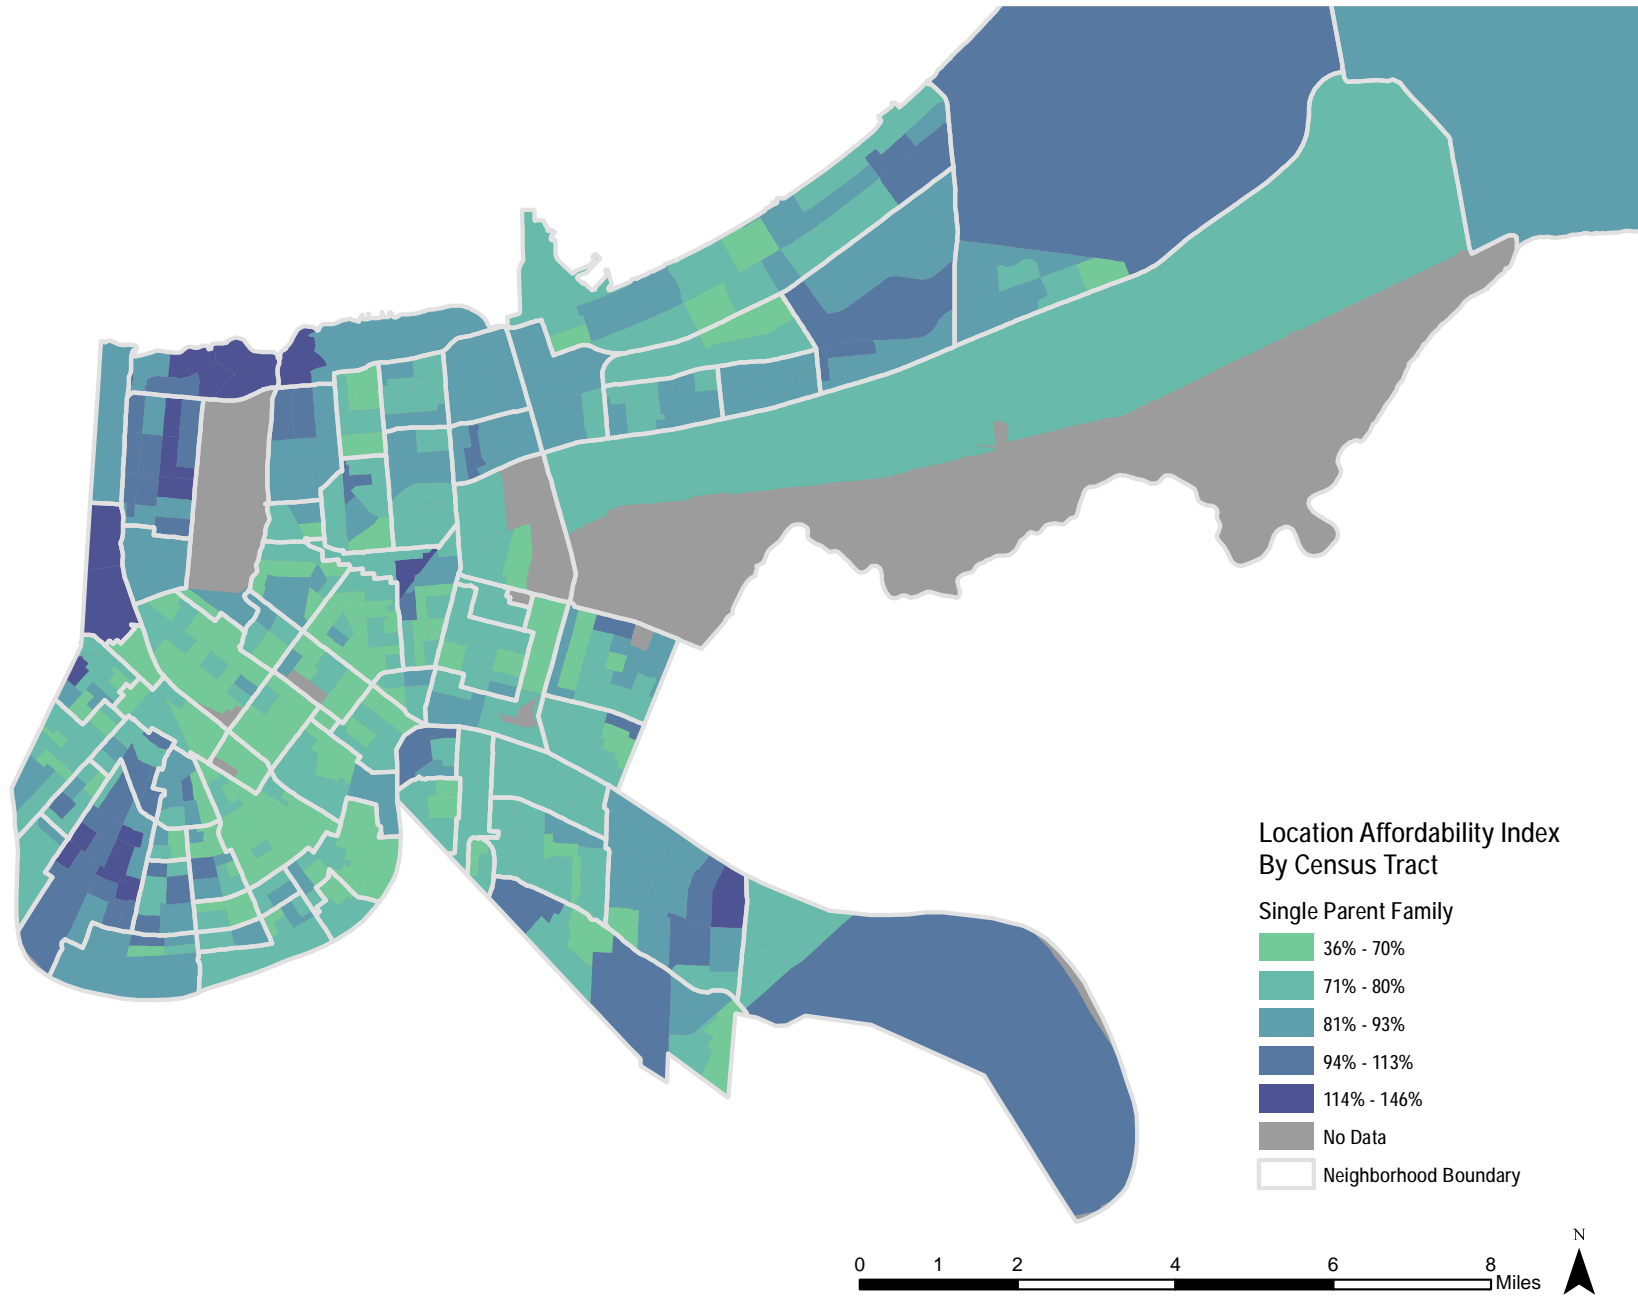 Location Affordability Index
By Census Tract
Single Parent Family
36% - 70%
71% - 80%
81% - 93%
94% - 113%
114% - 146%
No Data
Neighborhood Boundary
N
0 1 2 4 6 8
Miles